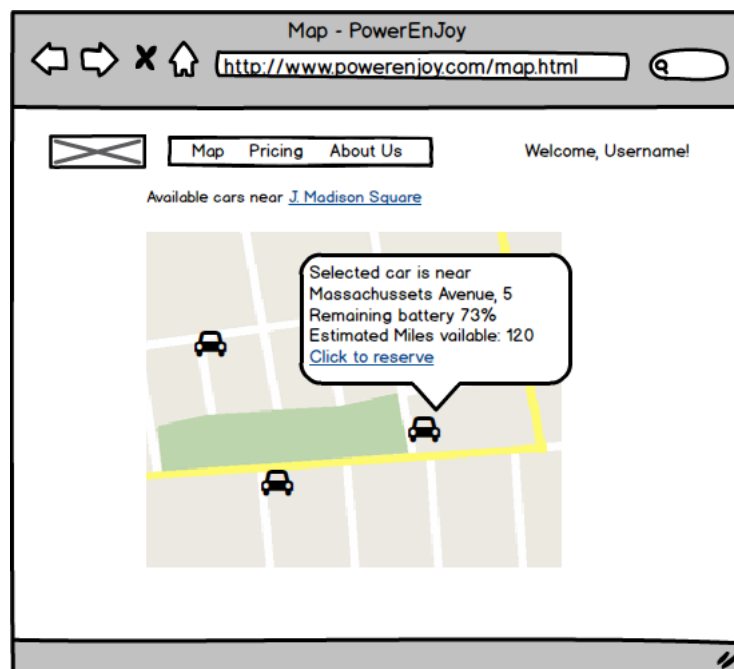 Map - PowerEnJoy
http://www.powerenjoy.com/map.html
Map Pricing About Us
Welcome, Username!
Available cars near J. Madison Square
Selected car is near
Massachussets Avenue, 5
Remaining battery 73%
Estimated Miles vailable: 120
Click to reserve